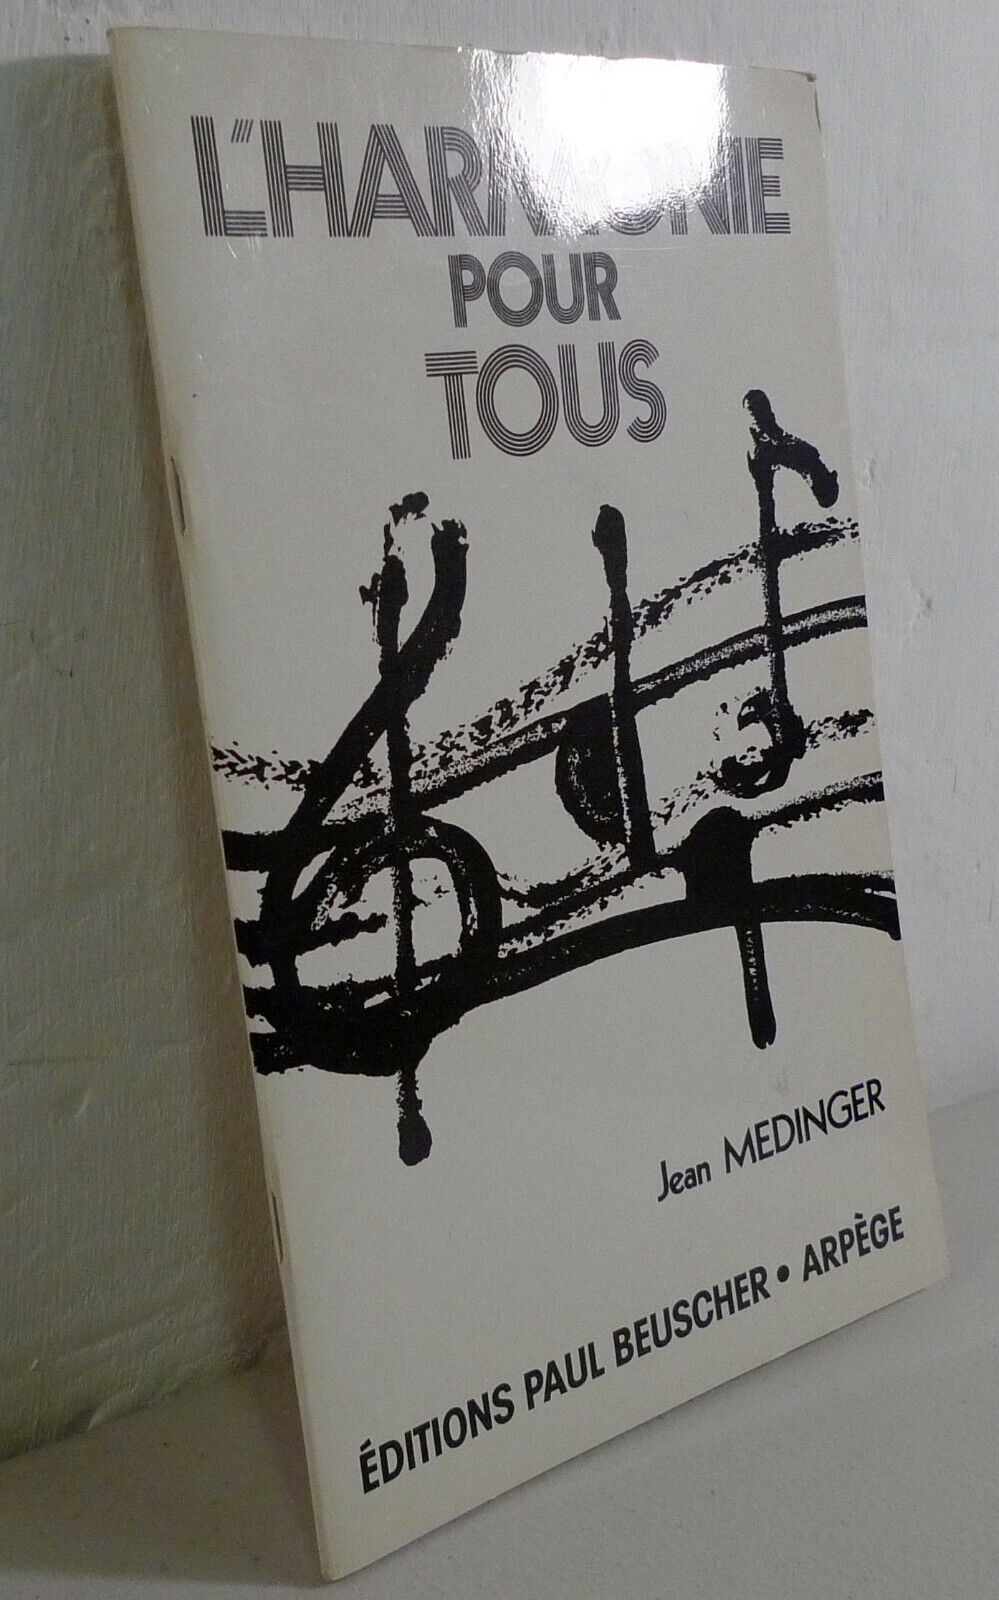 L'HARMONIE
POUR
TOUS
Jean MEDINGER
ÉDITIONS PAUL BEUSCHER • ARPÈGE